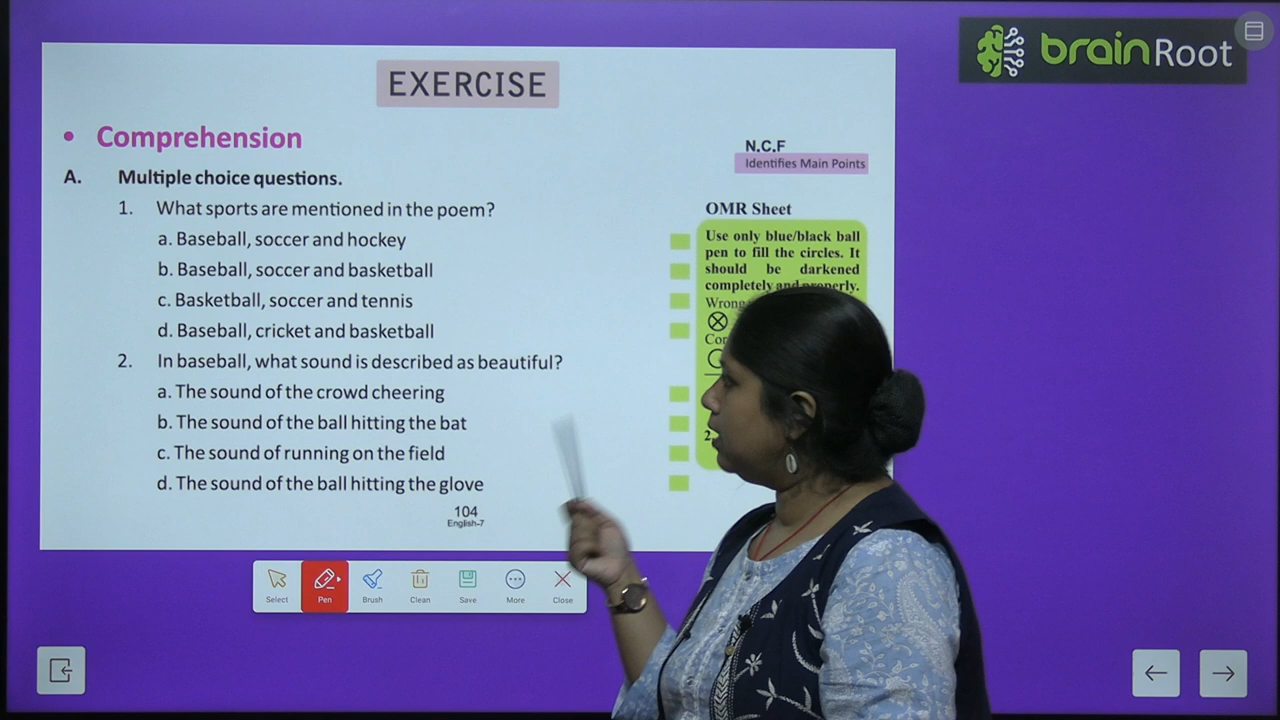 brainRoot
EXERCISE
• Comprehension
N.C.F
Identifies Main Points
A. Multiple choice questions.
1. What sports are mentioned in the poem?
a. Baseball, soccer and hockey
b. Baseball, soccer and basketball
c. Basketball, soccer and tennis
d. Baseball, cricket and basketball
2. In baseball, what sound is described as beautiful?
a. The sound of the crowd cheering
b. The sound of the ball hitting the bat
c. The sound of running on the field
d. The sound of the ball hitting the glove
104
English-7
OMR Sheet
Use only blue/black ball
pen to fill the circles. It
should be darkened
completely and properly.
2.
Select Pen Brush Clean Save More Close